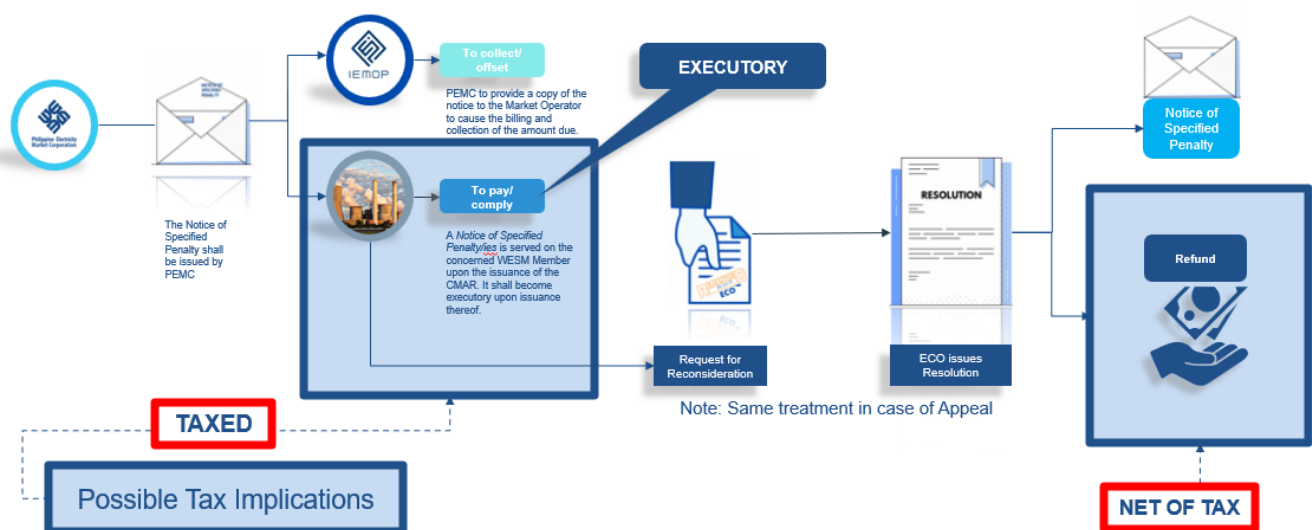 Philippine Electricity
Market Corporation
NOTICE OF
SPECIFIED
PENALTY
The Notice of
Specified
Penalty shall
be issued by
PEMC
IEMOP
To collect/
offset
PEMC to provide a copy of the
notice to the Market Operator
to cause the billing and
collection of the amount due.
EXECUTORY
To pay/
comply
A Notice of Specified
Penalty/ies is served on the
concerned WESM Member
upon the issuance of the
CMAR. It shall become
executory upon issuance
thereof.
ECO
Request for
Reconsideration
RESOLUTION
ECO issues
Resolution
Note: Same treatment in case of Appeal
Notice of
Specified
Penalty
Refund
TAXED
Possible Tax Implications
NET OF TAX